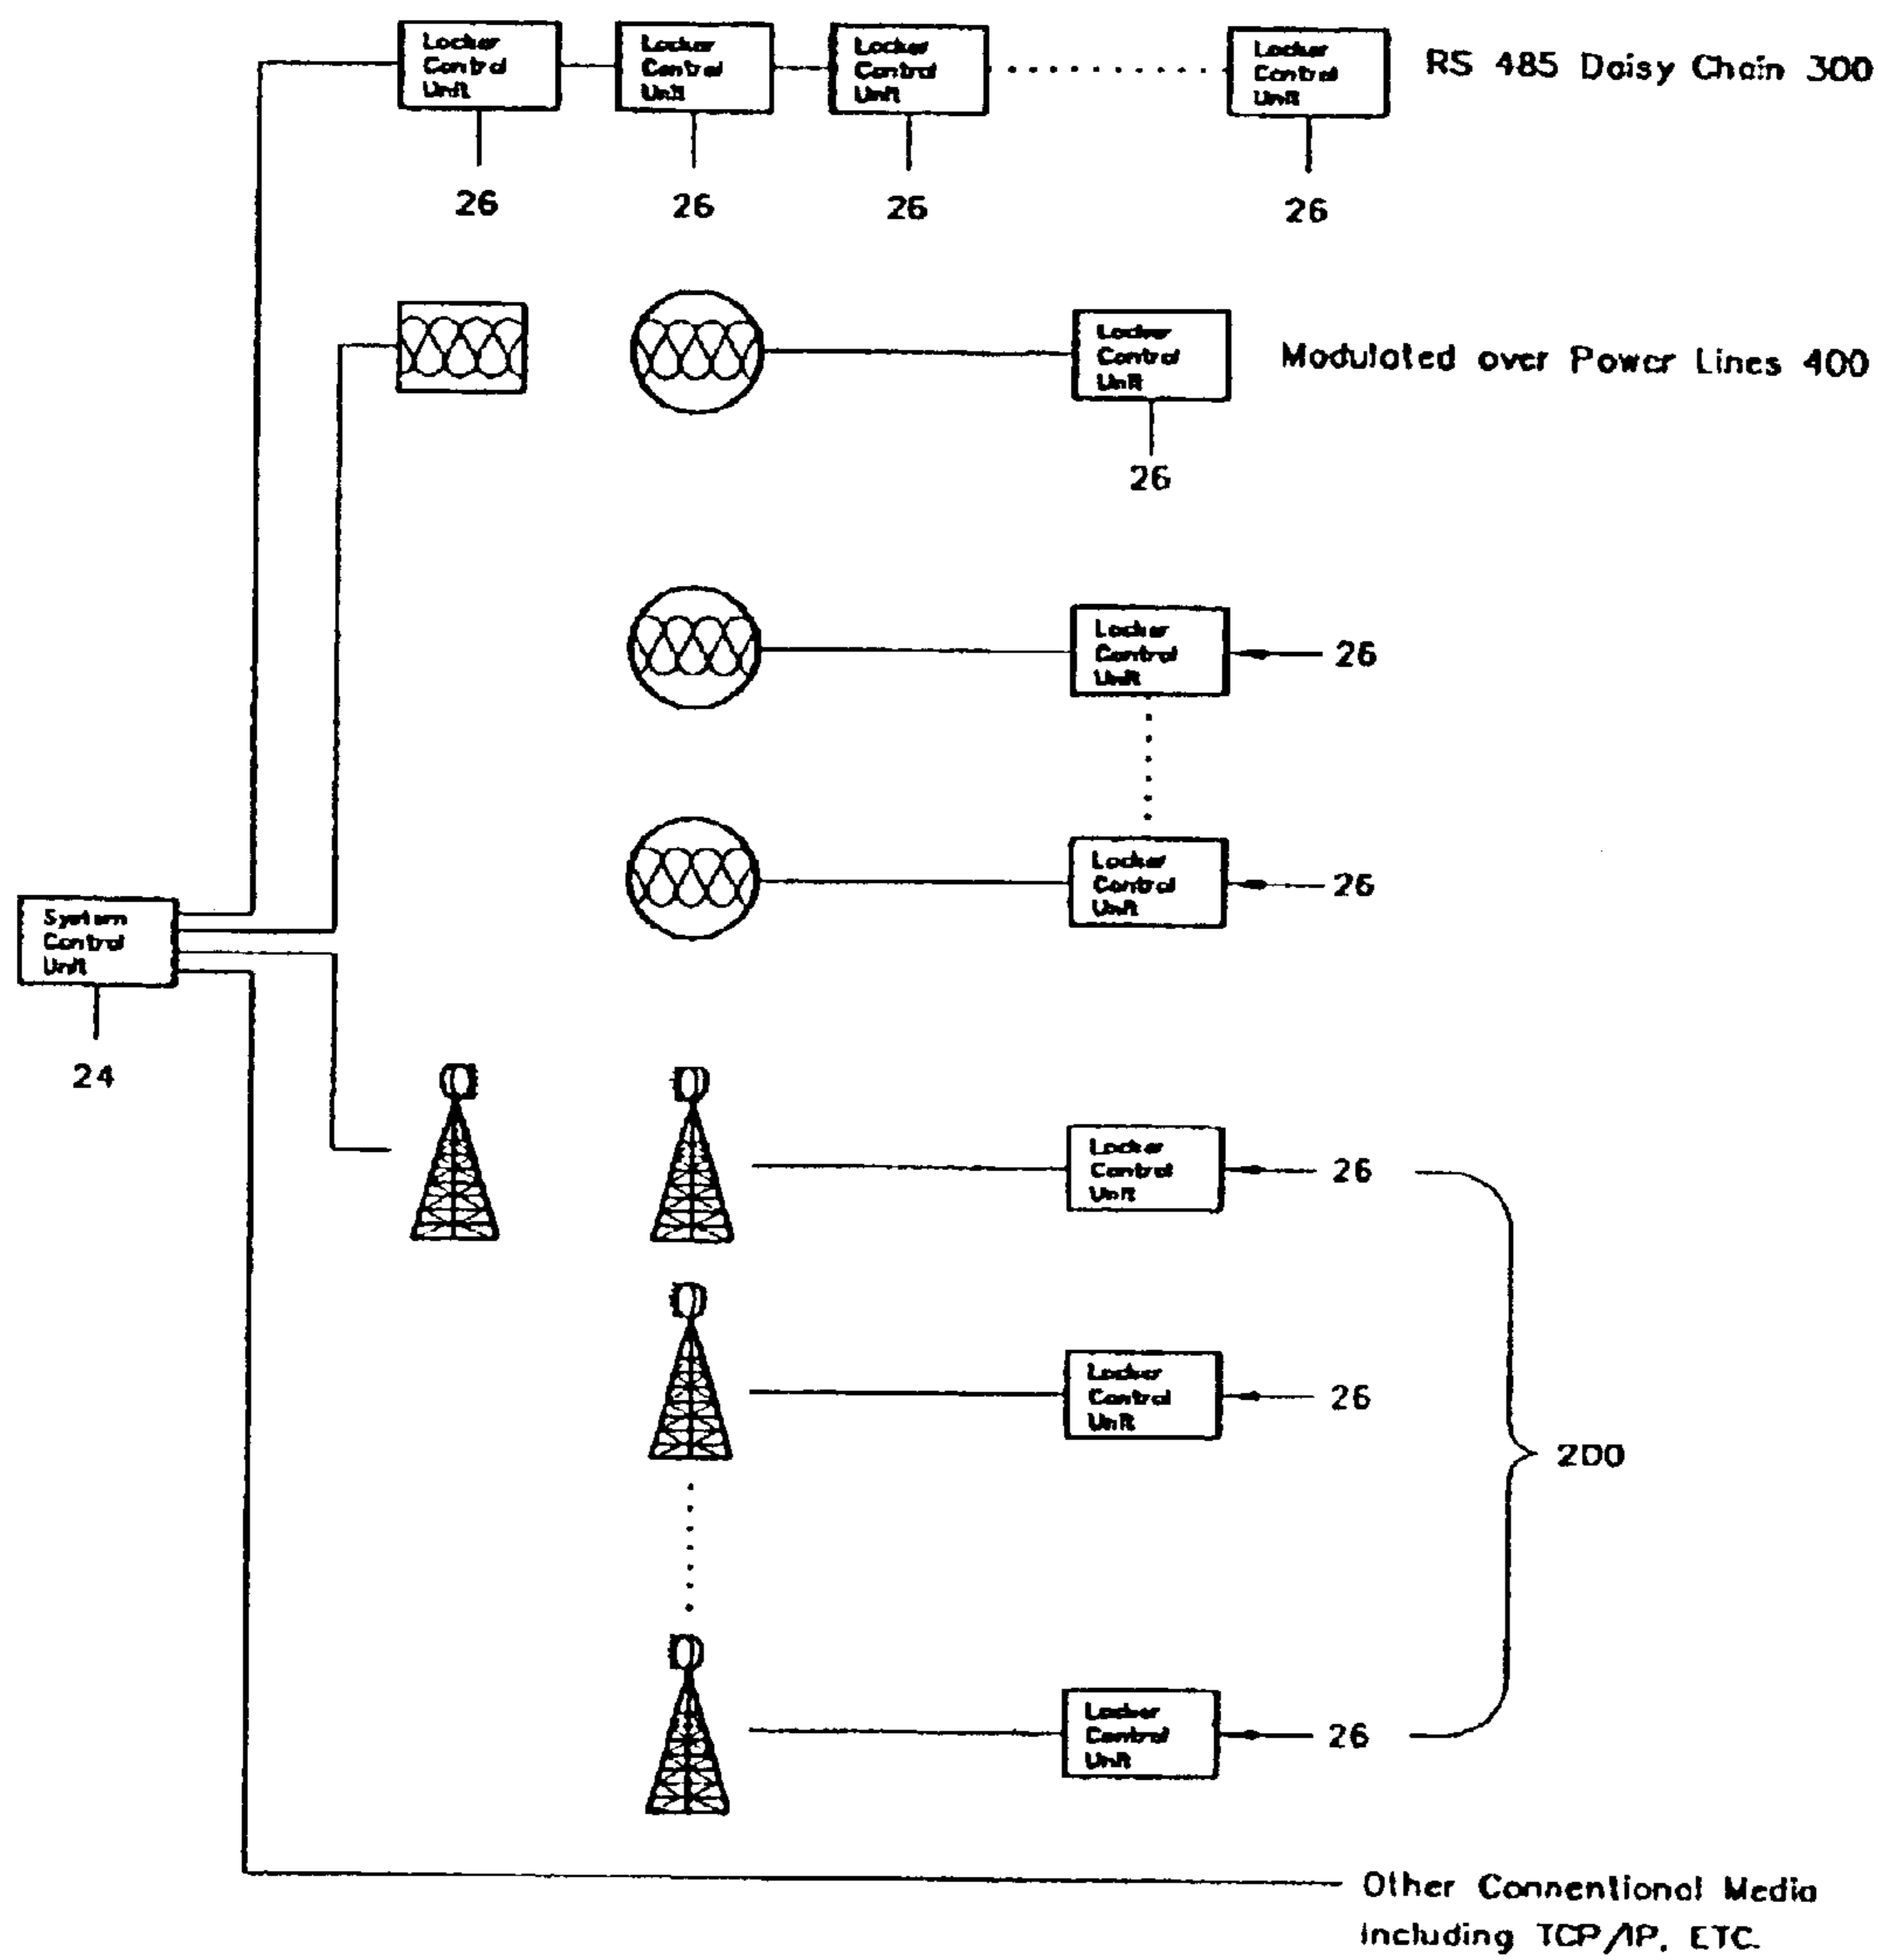 Locker
Control
Unit
Locker
Control
Unit
Locker
Control
Unit
Locker
Control
Unit
RS 485 Daisy Chain 300
26
26
26
26
Locker
Control
Unit
Modulated over Power Lines 400
26
Locker
Control
Unit
26
Locker
Control
Unit
26
System
Control
Unit
24
Locker
Control
Unit
26
Locker
Control
Unit
26
200
Locker
Control
Unit
26
Other Connentional Media
Including TCP/IP, ETC.